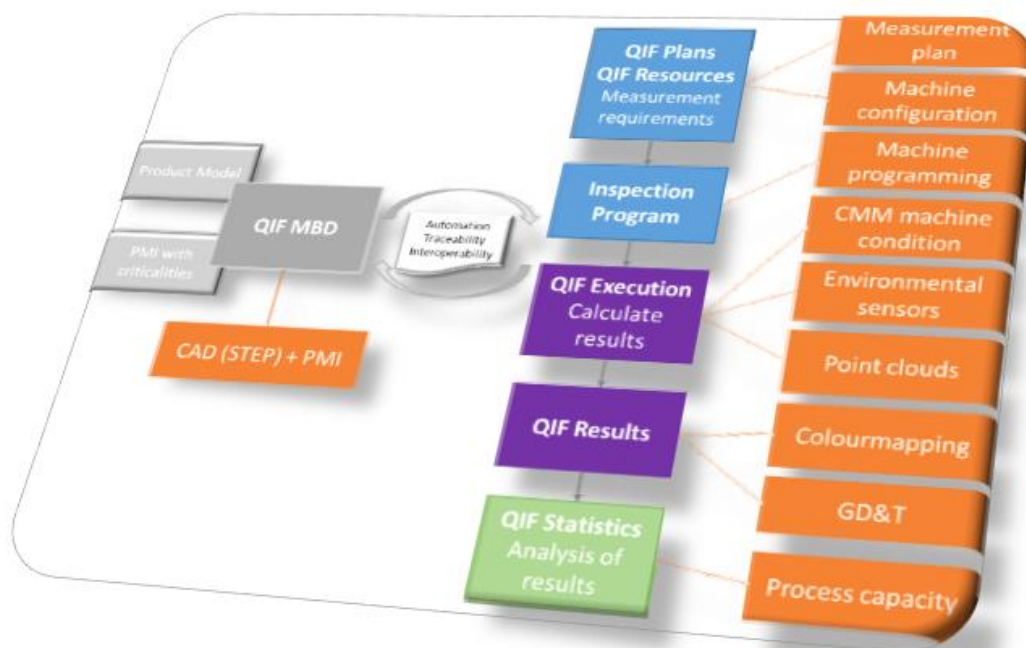 Product Model
PMI with
criticalities
QIF MBD
CAD (STEP) + PMI
Automation
Traceability
Interoperability
QIF Plans
QIF Resources
Measurement
requirements
Inspection
Program
QIF Execution
Calculate
results
QIF Results
QIF Statistics
Analysis of
results
Measurement
plan
Machine
configuration
Machine
programming
CMM machine
condition
Environmental
sensors
Point clouds
Colourmapping
GD&T
Process capacity